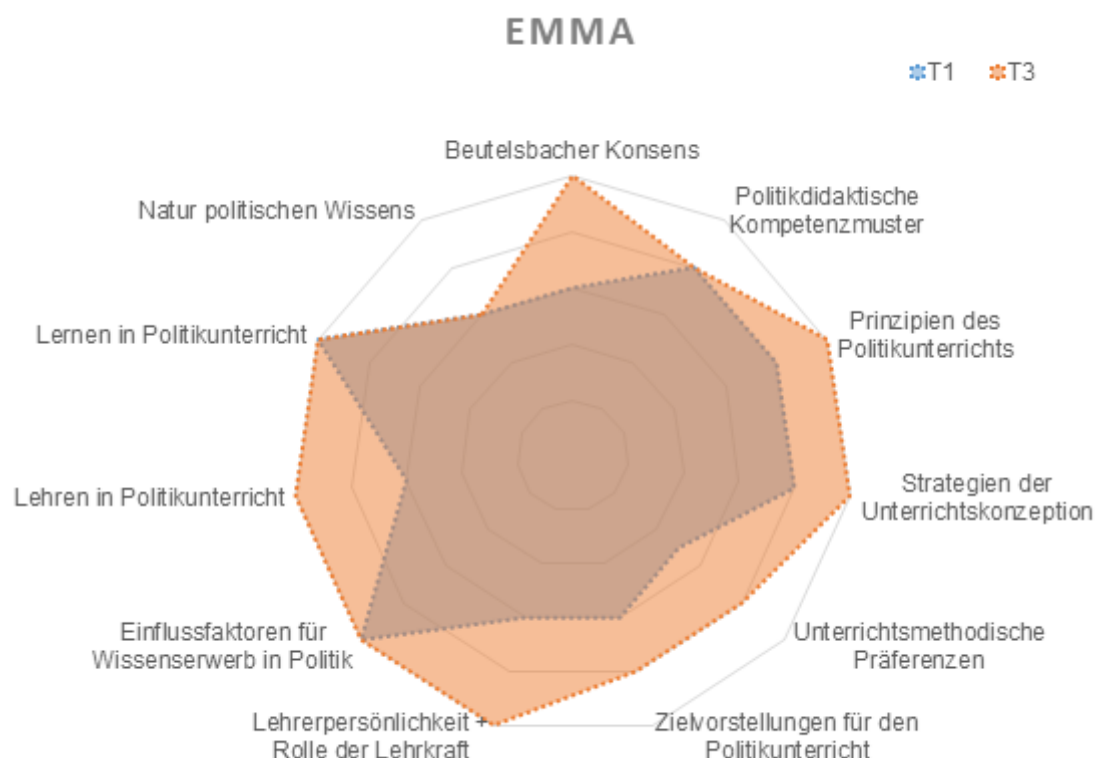 EMMA
T1 T3
Beutelsbacher Konsens
Politikdidaktische
Kompetenzmuster
Prinzipien des
Politikunterrichts
Strategien der
Unterrichtskonzeption
Unterrichtsmethodische
Präferenzen
Zielvorstellungen für den
Politikunterricht
Lehrerpersönlichkeit +
Rolle der Lehrkraft
Einflussfaktoren für
Wissenserwerb in Politik
Lehren in Politikunterricht
Lernen in Politikunterricht
Natur politischen Wissens